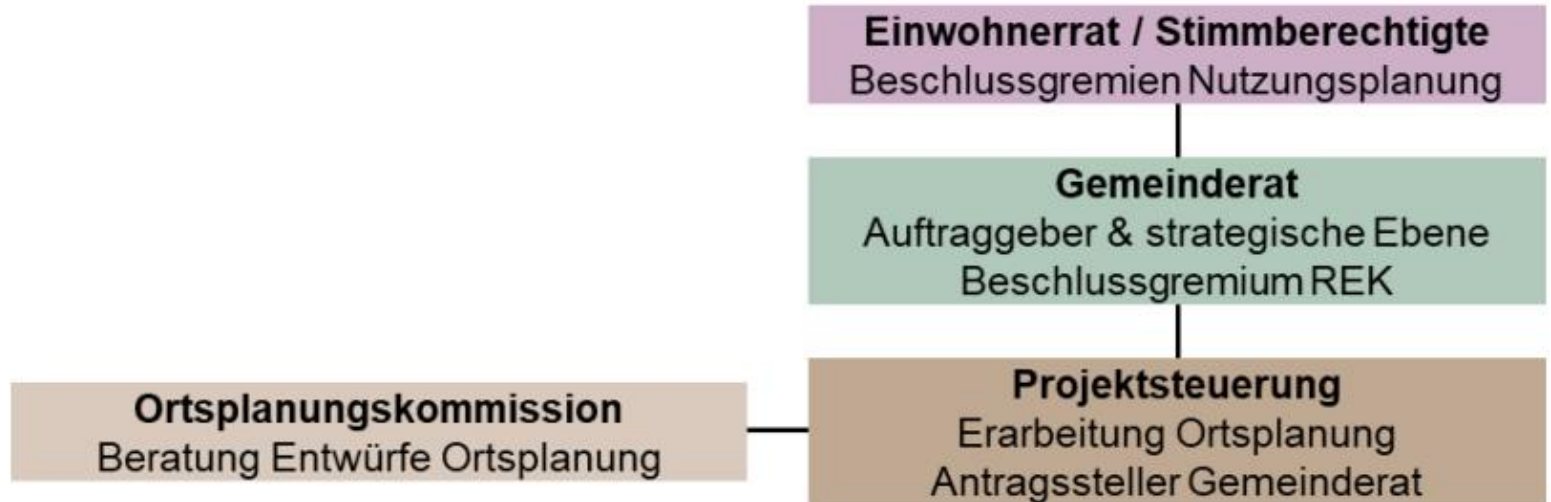 Einwohnerrat / Stimmberechtigte
Beschlussgremien Nutzungsplanung
Gemeinderat
Auftraggeber & strategische Ebene
Beschlussgremium REK
Ortsplanungskommission
Beratung Entwürfe Ortsplanung
Projektsteuerung
Erarbeitung Ortsplanung
Antragssteller Gemeinderat